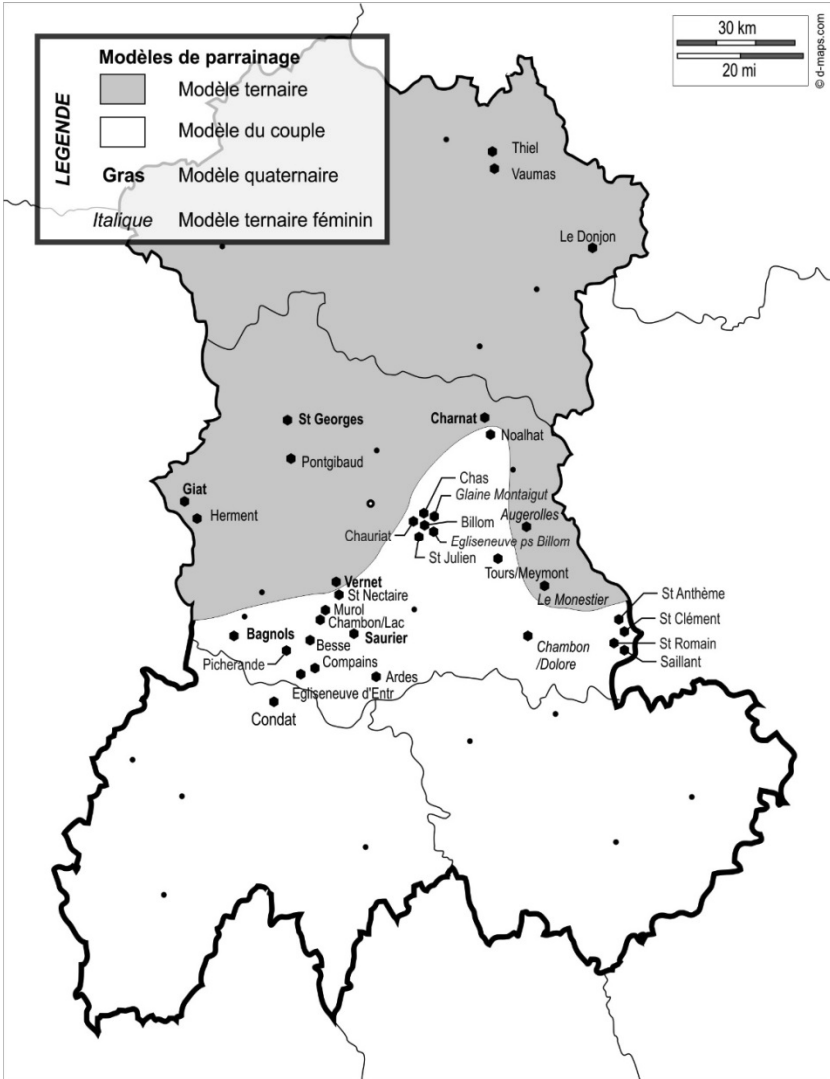 30 km
20 mi
© d-maps.com
LEGENDE
Modèles de parrainage
Modèle ternaire
Modèle du couple
Gras Modèle quaternaire
Italique Modèle ternaire féminin
Thiel
Vaumas
Le Donjon
St Georges
Charnat
Noalhat
Pontgibaud
Giat
Herment
Chas
Glaine Montaigut
Augerolles
Chauriat
Billom
Egliseneuve ps Billom
St Julien
Tours/Meymont
Vernet
St Nectaire
Le Monestier
St Anthème
Murol
Chambon/Lac
St Clément
Bagnols
Saurier
Besse
Chambon
/Dolore
St Romain
Picherande
Saillant
Compains
Ardes
Egliseneuve d'Entr
Condat